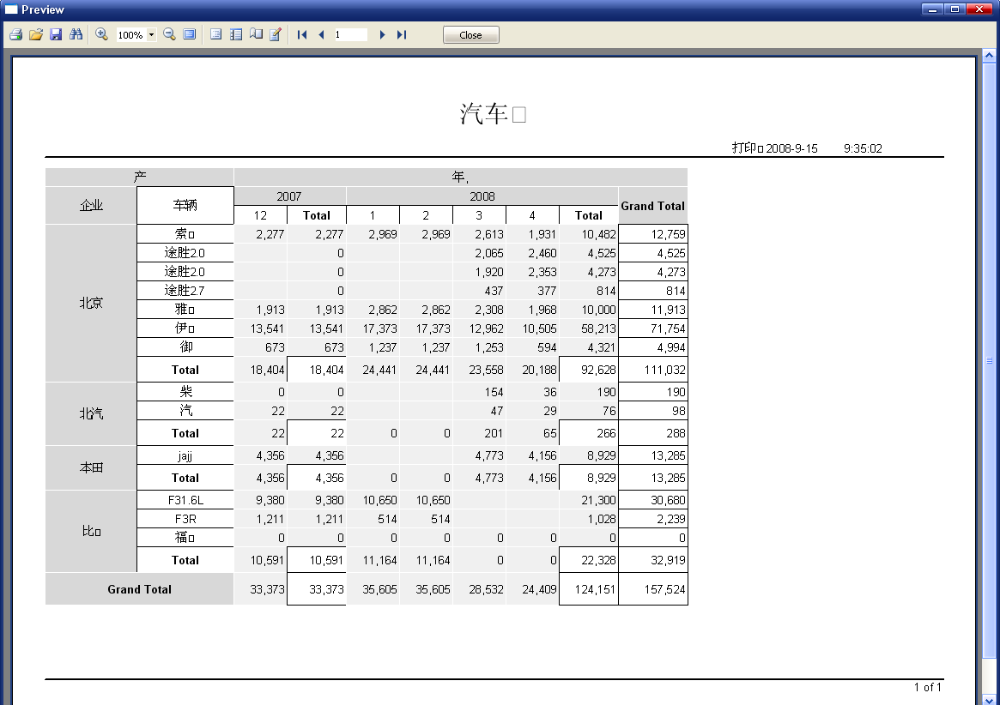 Preview
100% 1 Close
汽车□
打印□ 2008-9-15 9:35:02
产 年,
企业 车辆 2007 2008 Grand Total
12 Total 1 2 3 4 Total
北京 索□ 2,277 2,277 2,969 2,969 2,613 1,931 10,482 12,759
途胜2.0 0 2,065 2,460 4,525 4,525
途胜2.0 0 1,920 2,353 4,273 4,273
途胜2.7 0 437 377 814 814
雅□ 1,913 1,913 2,862 2,862 2,308 1,968 10,000 11,913
伊□ 13,541 13,541 17,373 17,373 12,962 10,505 58,213 71,754
御 673 673 1,237 1,237 1,253 594 4,321 4,994
Total 18,404 18,404 24,441 24,441 23,558 20,188 92,628 111,032
北汽 柴 0 0 154 36 190 190
汽 22 22 47 29 76 98
Total 22 22 0 0 201 65 266 288
本田 jajj 4,356 4,356 4,773 4,156 8,929 13,285
Total 4,356 4,356 0 0 4,773 4,156 8,929 13,285
比□ F31.6L 9,380 9,380 10,650 10,650 21,300 30,680
F3R 1,211 1,211 514 514 1,028 2,239
福□ 0 0 0 0 0 0 0 0
Total 10,591 10,591 11,164 11,164 0 0 22,328 32,919
Grand Total 33,373 33,373 35,605 35,605 28,532 24,409 124,151 157,524
1 of 1